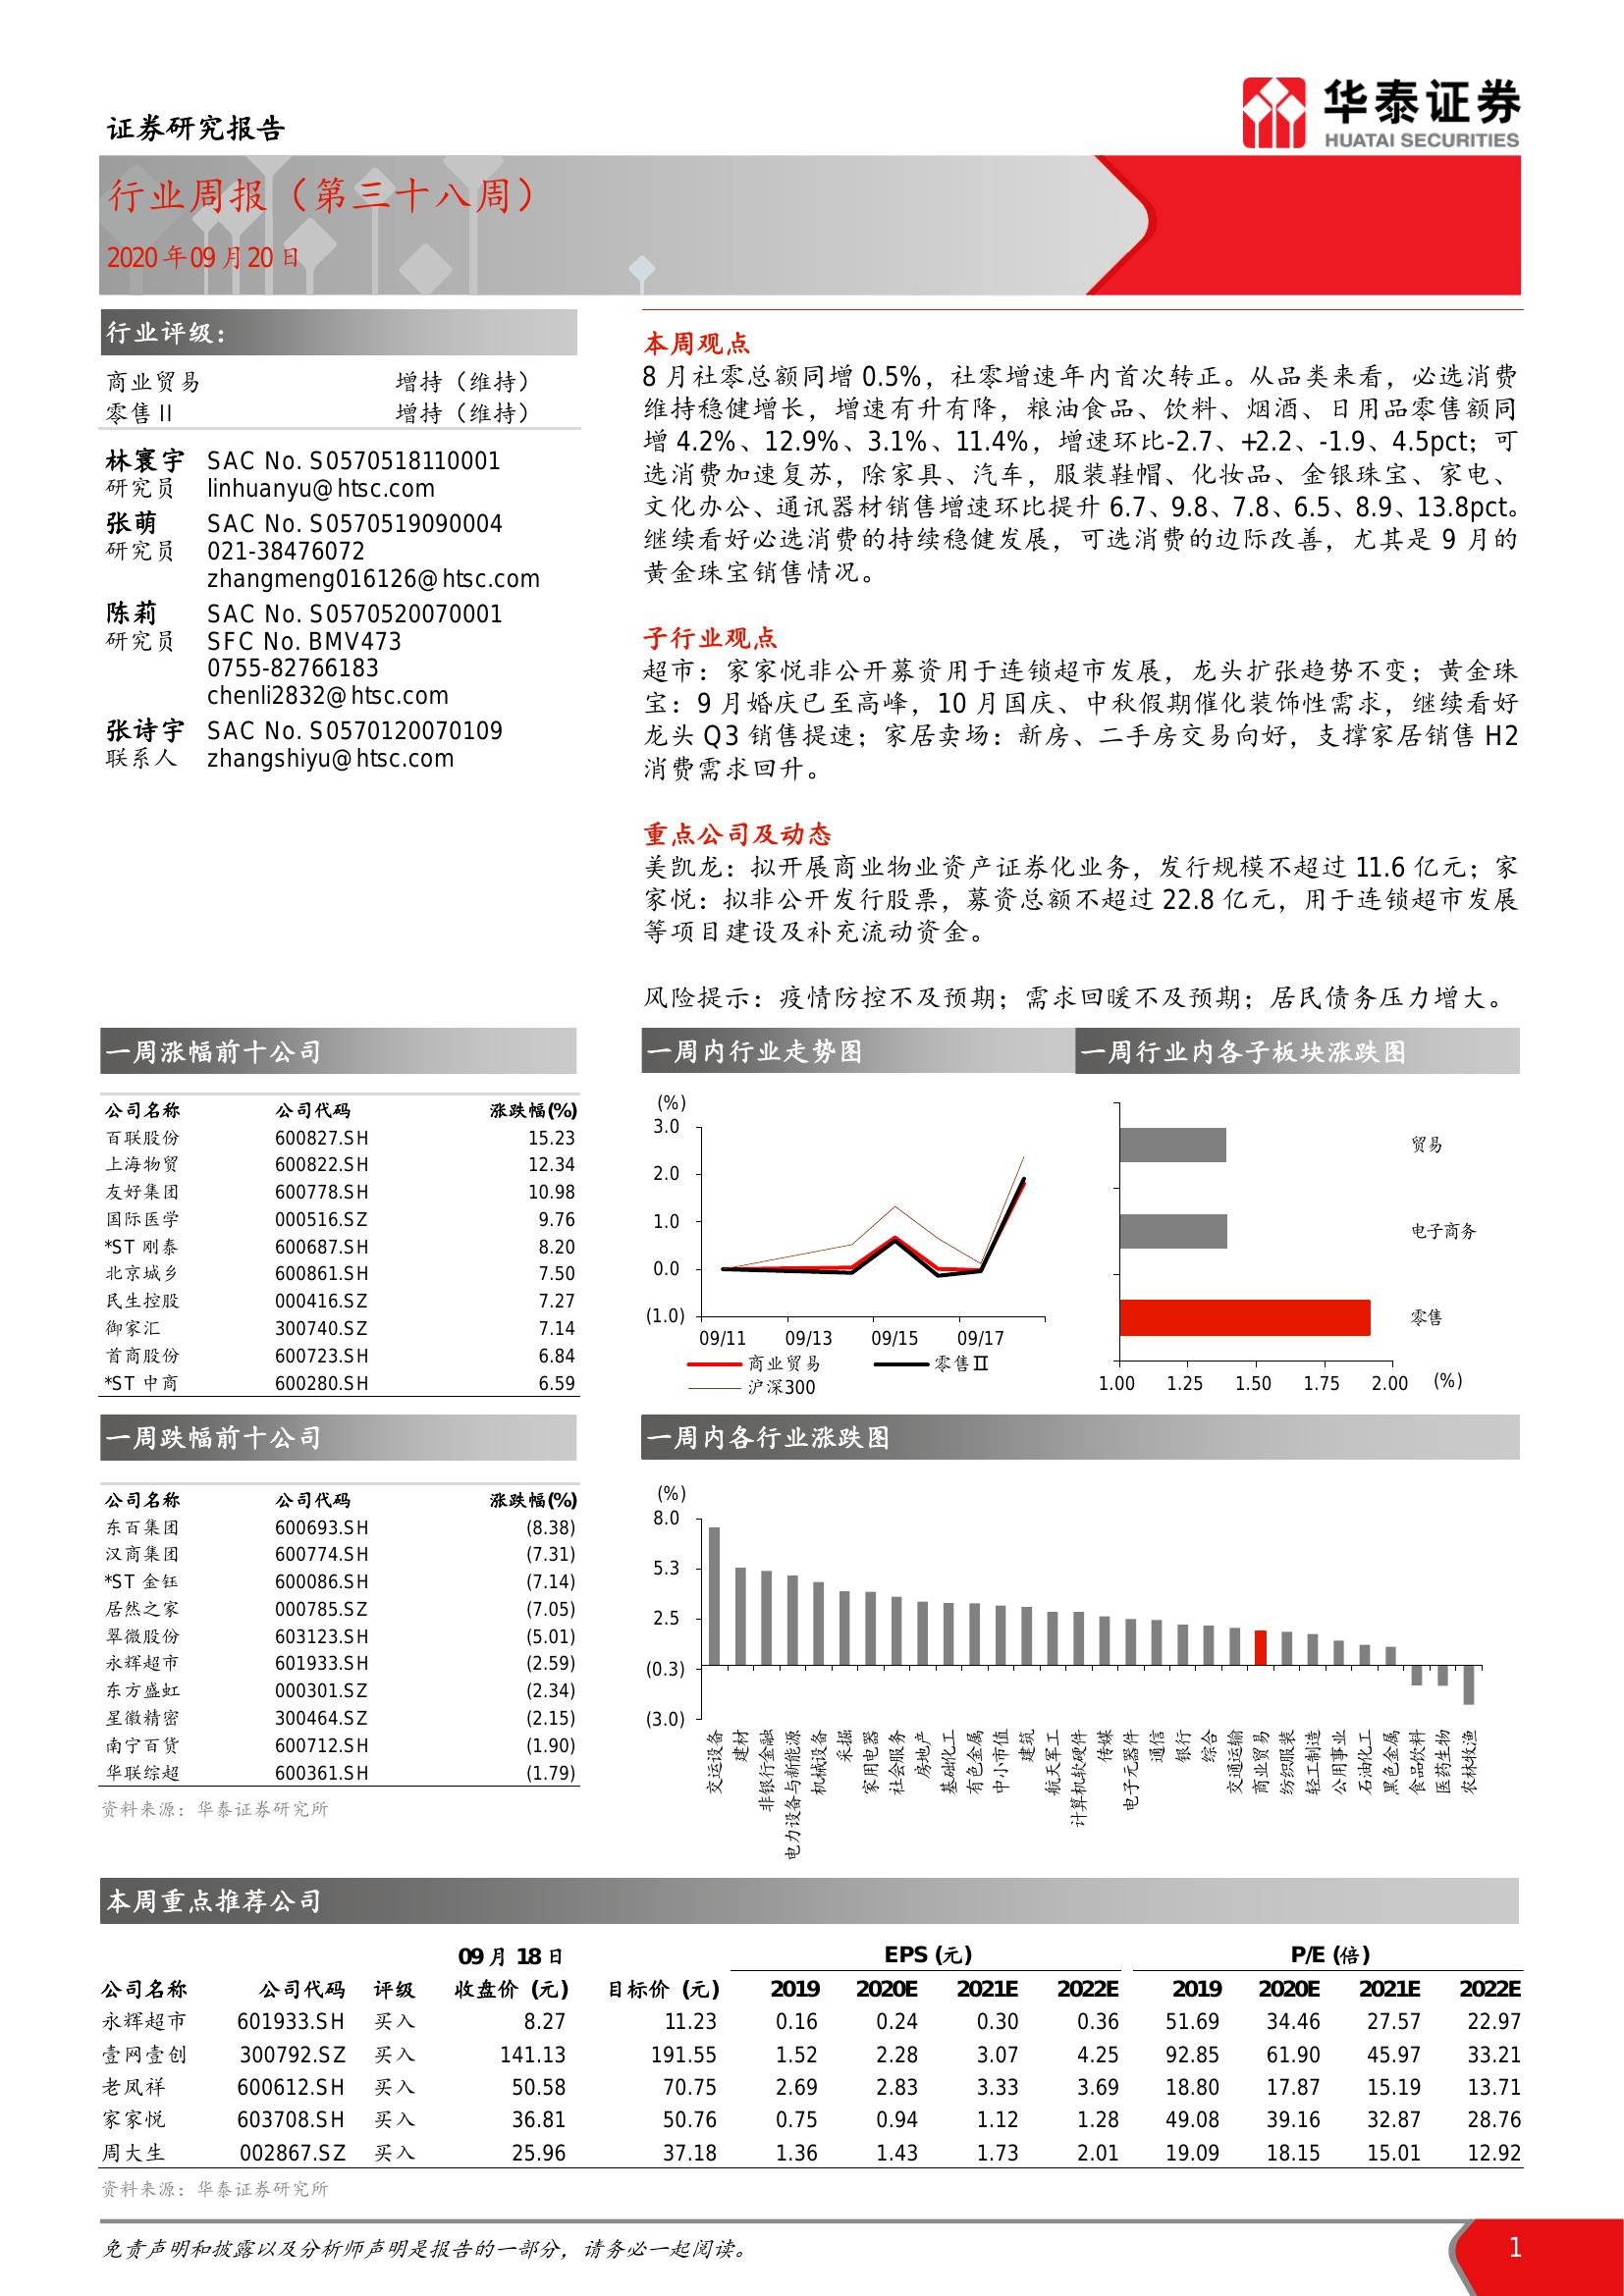 证券研究报告
华泰证券
HUATAI SECURITIES
行业周报（第三十八周）
2020年09月20日
行业评级：
商业贸易 增持（维持）
零售II 增持（维持）
林寰宇 SAC No. S0570518110001
研究员 linhuanyu@htsc.com
张萌 SAC No. S0570519090004
研究员 021-38476072
zhangmeng016126@htsc.com
陈莉 SAC No. S0570520070001
研究员 SFC No. BMV473
0755-82766183
chenli2832@htsc.com
张诗宇 SAC No. S0570120070109
联系人 zhangshiyu@htsc.com
本周观点
8 月社零总额同增 0.5%，社零增速年内首次转正。从品类来看，必选消费
维持稳健增长，增速有升有降，粮油食品、饮料、烟酒、日用品零售额同
增 4.2%、12.9%、3.1%、11.4%，增速环比-2.7、+2.2、-1.9、4.5pct；可
选消费加速复苏，除家具、汽车，服装鞋帽、化妆品、金银珠宝、家电、
文化办公、通讯器材销售增速环比提升 6.7、9.8、7.8、6.5、8.9、13.8pct。
继续看好必选消费的持续稳健发展，可选消费的边际改善，尤其是 9 月的
黄金珠宝销售情况。
子行业观点
超市：家家悦非公开募资用于连锁超市发展，龙头扩张趋势不变；黄金珠
宝：9 月婚庆已至高峰，10 月国庆、中秋假期催化装饰性需求，继续看好
龙头 Q3 销售提速；家居卖场：新房、二手房交易向好，支撑家居销售 H2
消费需求回升。
重点公司及动态
美凯龙：拟开展商业物业资产证券化业务，发行规模不超过 11.6 亿元；家
家悦：拟非公开发行股票，募资总额不超过 22.8 亿元，用于连锁超市发展
等项目建设及补充流动资金。
风险提示：疫情防控不及预期；需求回暖不及预期；居民债务压力增大。
一周涨幅前十公司
公司名称 公司代码 涨跌幅(%)
百联股份 600827.SH 15.23
上海物贸 600822.SH 12.34
友好集团 600778.SH 10.98
国际医学 000516.SZ 9.76
*ST 刚泰 600687.SH 8.20
北京城乡 600861.SH 7.50
民生控股 000416.SZ 7.27
御家汇 300740.SZ 7.14
首商股份 600723.SH 6.84
*ST 中商 600280.SH 6.59
一周内行业走势图
(%)
3.0
2.0
1.0
0.0
(1.0)
09/11 09/13 09/15 09/17
商业贸易 零售II
沪深300
一周行业内各子板块涨跌图
贸易
电子商务
零售
1.00 1.25 1.50 1.75 2.00 (%)
一周跌幅前十公司
公司名称 公司代码 涨跌幅(%)
东百集团 600693.SH (8.38)
汉商集团 600774.SH (7.31)
*ST 金钰 600086.SH (7.14)
居然之家 000785.SZ (7.05)
翠微股份 603123.SH (5.01)
永辉超市 601933.SH (2.59)
东方盛虹 000301.SZ (2.34)
星徽精密 300464.SZ (2.15)
南宁百货 600712.SH (1.90)
华联综超 600361.SH (1.79)
资料来源：华泰证券研究所
一周内各行业涨跌图
(%)
8.0
5.3
2.5
(0.3)
(3.0)
交运设备
建材
非银行金融
电力设备与新能源
机械设备
采掘
家用电器
社会服务
房地产
基础化工
有色金属
中小市值
建筑
航天军工
计算机软硬件
传媒
电子元器件
通信
银行
综合
交通运输
商业贸易
纺织服装
轻工制造
公用事业
石油化工
黑色金属
食品饮料
医药生物
农林牧渔
本周重点推荐公司
09月18日 EPS (元) P/E (倍)
公司名称 公司代码 评级 收盘价 (元) 目标价 (元) 2019 2020E 2021E 2022E 2019 2020E 2021E 2022E
永辉超市 601933.SH 买入 8.27 11.23 0.16 0.24 0.30 0.36 51.69 34.46 27.57 22.97
壹网壹创 300792.SZ 买入 141.13 191.55 1.52 2.28 3.07 4.25 92.85 61.90 45.97 33.21
老凤祥 600612.SH 买入 50.58 70.75 2.69 2.83 3.33 3.69 18.80 17.87 15.19 13.71
家家悦 603708.SH 买入 36.81 50.76 0.75 0.94 1.12 1.28 49.08 39.16 32.87 28.76
周大生 002867.SZ 买入 25.96 37.18 1.36 1.43 1.73 2.01 19.09 18.15 15.01 12.92
资料来源：华泰证券研究所
免责声明和披露以及分析师声明是报告的一部分，请务必一起阅读。
1